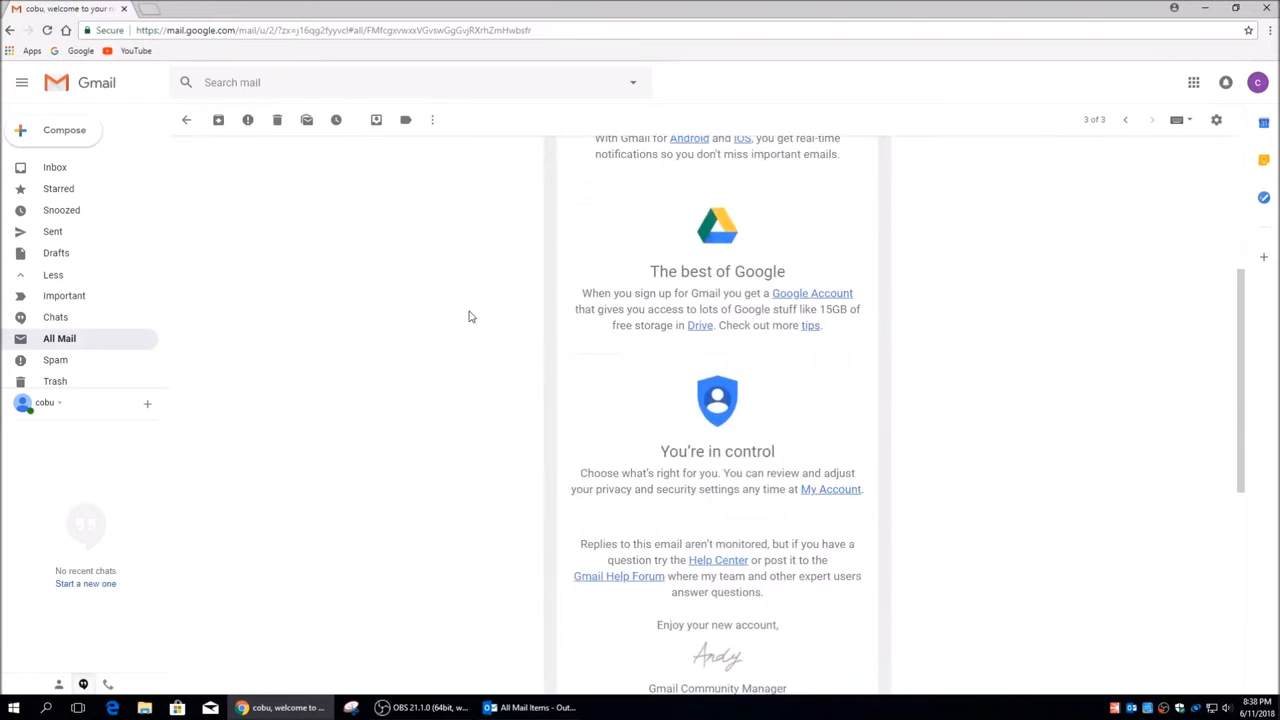 cobu, welcome to your n
Secure
https://mail.google.com/mail/u/2/?zx=j16qg2fyyvcl#all/FMfcgxvwxxVGvswGgGvjRXrhZmHwbsfr
Apps
Google
YouTube
Gmail
Search mail
C
Compose
3 of 3
Inbox
Starred
Snoozed
Sent
Drafts
Less
Important
Chats
All Mail
Spam
Trash
cobu
No recent chats
Start a new one
With Gmail for Android and iOS, you get real-time
notifications so you don't miss important emails.
The best of Google
When you sign up for Gmail you get a Google Account
that gives you access to lots of Google stuff like 15GB of
free storage in Drive. Check out more tips.
You're in control
Choose what's right for you. You can review and adjust
your privacy and security settings any time at My Account.
Replies to this email aren't monitored, but if you have a
question try the Help Center or post it to the
Gmail Help Forum where my team and other expert users
answer questions.
Enjoy your new account,
Andy
Gmail Community Manager
cobu, welcome to ...
OBS 21.1.0 (64bit, w...
All Mail Items - Out...
8:38 PM
6/11/2018